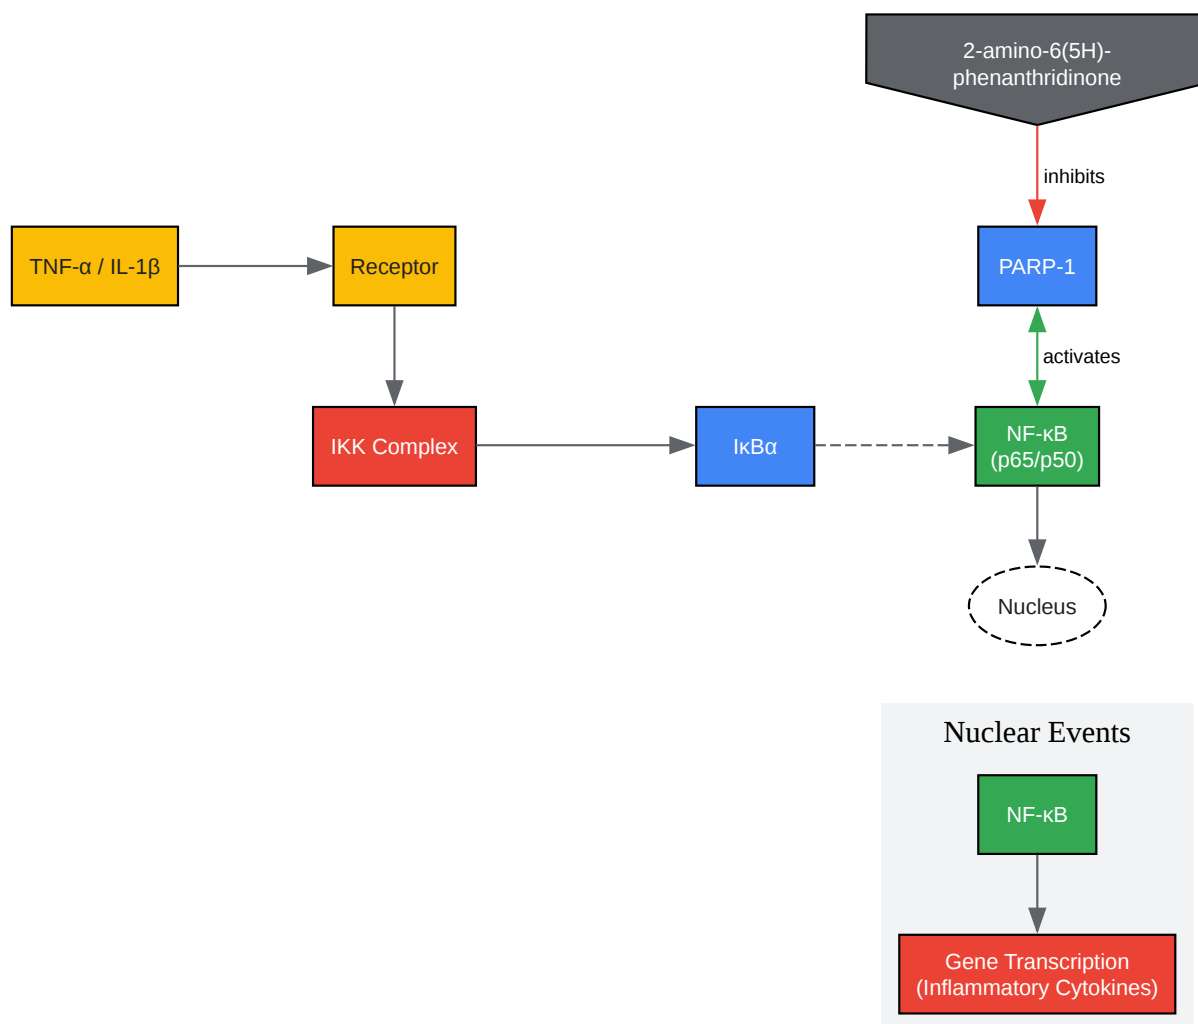 2-amino-6(5H)-
phenanthridinone
inhibits
TNF-α / IL-1β
Receptor
PARP-1
activates
IKK Complex
IκBα
NF-κB
(p65/p50)
Nucleus
Nuclear Events
NF-κB
Gene Transcription
(Inflammatory Cytokines)